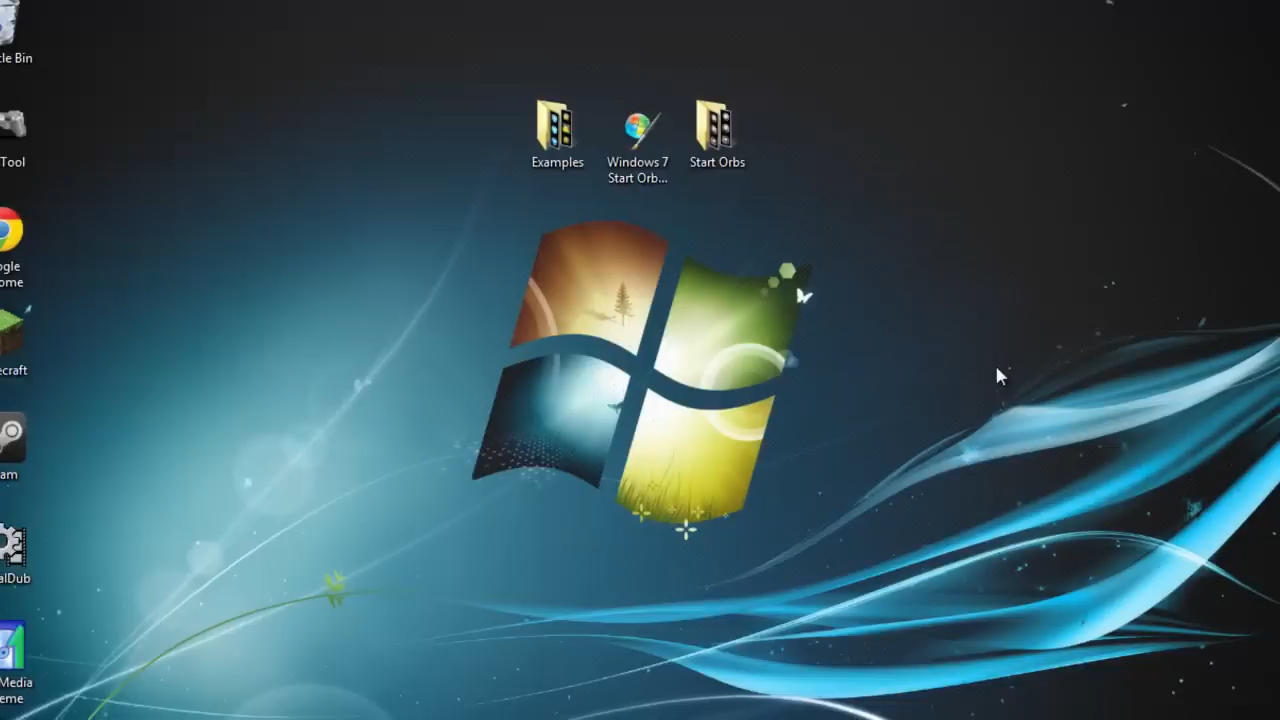 cle Bin
Tool
ogle
ome
ecraft
am
alDub
Media
eme
Examples
Windows 7
Start Orb...
Start Orbs